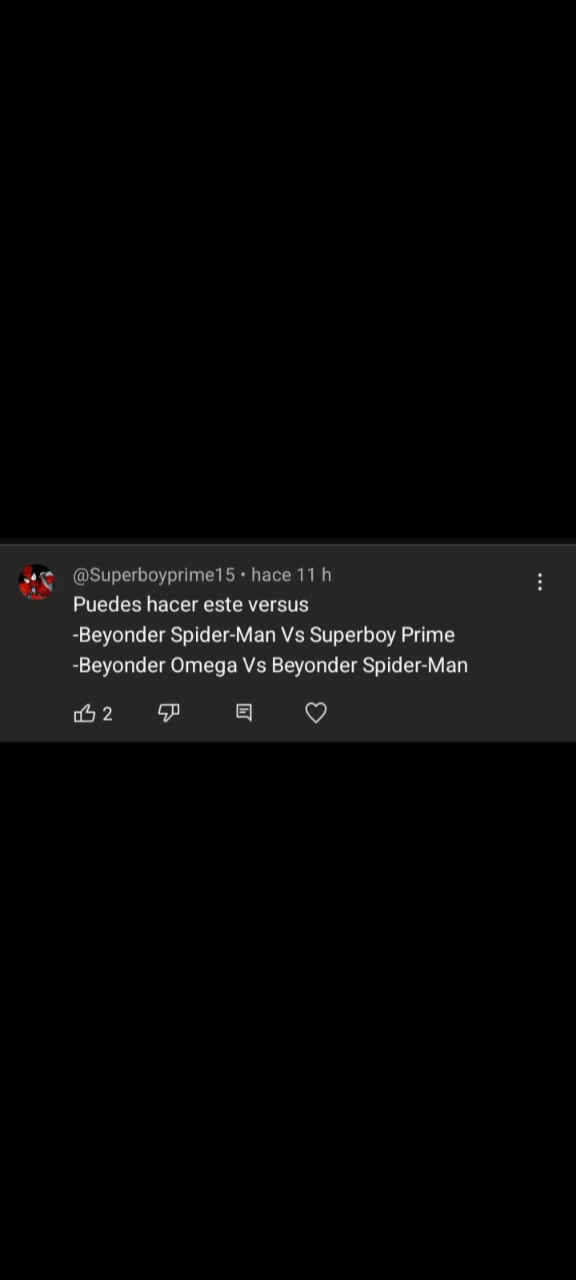 @Superboyprime15 • hace 11 h
Puedes hacer este versus
-Beyonder Spider-Man Vs Superboy Prime
-Beyonder Omega Vs Beyonder Spider-Man
2